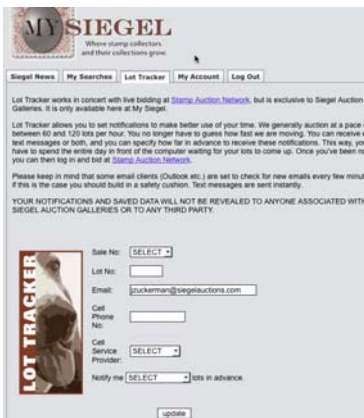 MY SIEGEL
Where stamp collectors
and their collections grow.
Siegel News My Searches Lot Tracker My Account Log Out
Lot Tracker works in concert with live bidding at Stamp Auction Network, but is exclusive to Siegel Auction
Galleries. It is only available here at My Siegel.
Lot Tracker allows you to set notifications to make better use of your time. We generally auction at a pace
between 60 and 120 lots per hour. You no longer have to guess how fast we are moving. You can receive
text messages or both, and you can specify how far in advance to receive these notifications. This way, you
have to spend the entire day in front of the computer waiting for your lots to come up. Once you've been
you can then log in and bid at Stamp Auction Network.
Please keep in mind that some email clients (Outlook etc.) are set to check for new emails every few
if this is the case you should build in a safety cushion. Text messages are sent instantly.
YOUR NOTIFICATIONS AND SAVED DATA WILL NOT BE REVEALED TO ANYONE ASSOCIATED WITH
SIEGEL AUCTION GALLERIES OR TO ANY THIRD PARTY.
LOT TRACKER
Sale No: SELECT
Lot No:
Email: jzuckerman@siegelauctions.com
Cell
Phone
No:
Cell
Service
Provider: SELECT
Notify me SELECT lots in advance.
update